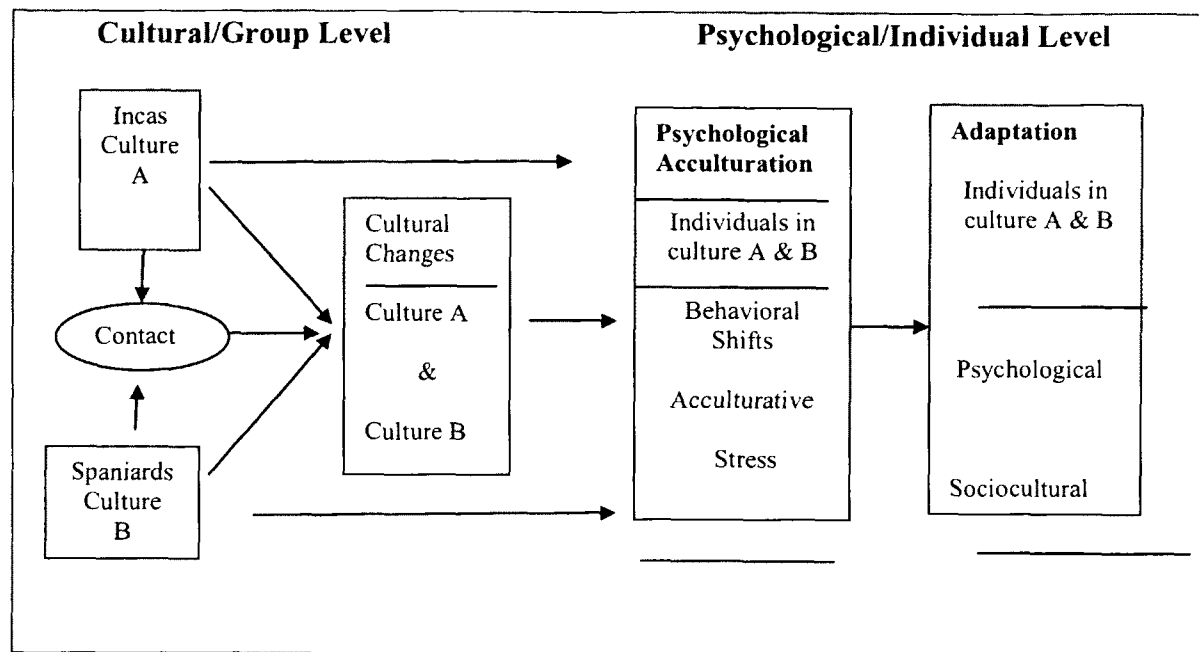 Cultural/Group Level
Psychological/Individual Level
Incas
Culture
A
Contact
Spaniards
Culture
B
Cultural
Changes
Culture A
&
Culture B
Psychological
Acculturation
Individuals in
culture A & B
Behavioral
Shifts
Acculturative
Stress
Adaptation
Individuals in
culture A & B
Psychological
Sociocultural